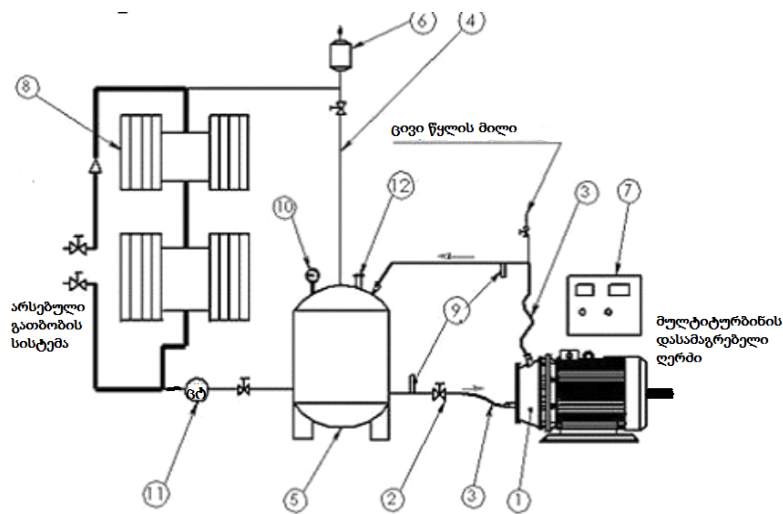 6
4
8
ცივი წყლის მილი
12
3
7
10
9
არსებული
გათბობის
სისტემა
მულტიტურბინის
დასამაგრებელი
ღერძი
ცტ
11
5
2
3
1